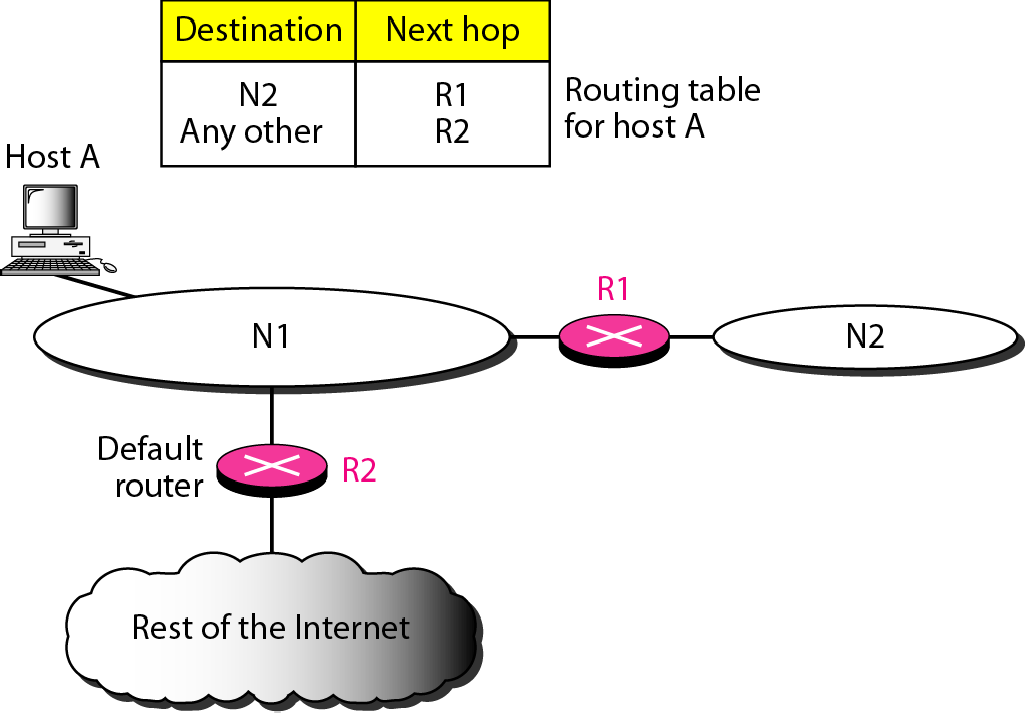 Destination Next hop
N2 R1
Any other R2
Routing table
for host A
Host A
R1
N1
N2
Default
router
R2
Rest of the Internet